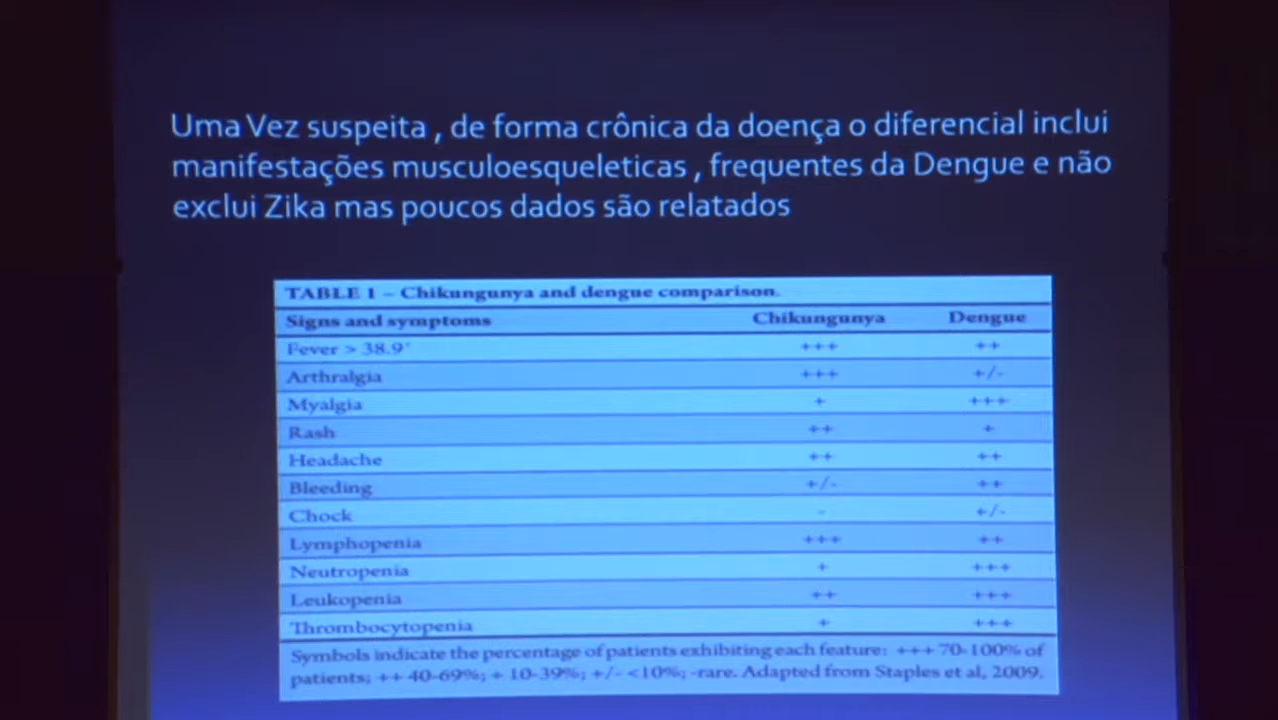 Uma Vez suspeita , de forma crônica da doença o diferencial inclui
manifestações musculoesqueleticas , frequentes da Dengue e não
exclui Zika mas poucos dados são relatados
TABLE 1 – Chikungunya and dengue comparison.
Signs and symptoms Chikungunya Dengue
Fever > 38.9° +++ ++
Arthralgia +++ +/-
Myalgia + +++
Rash ++ +
Headache ++ ++
Bleeding +/- ++
Chock - +/-
Lymphopenia +++ ++
Neutropenia + +++
Leukopenia ++ +++
Thrombocytopenia + +++
Symbols indicate the percentage of patients exhibiting each feature: +++ 70-100% of
patients; ++ 40-69%; + 10-39%; +/- <10%; -rare. Adapted from Staples et al, 2009.